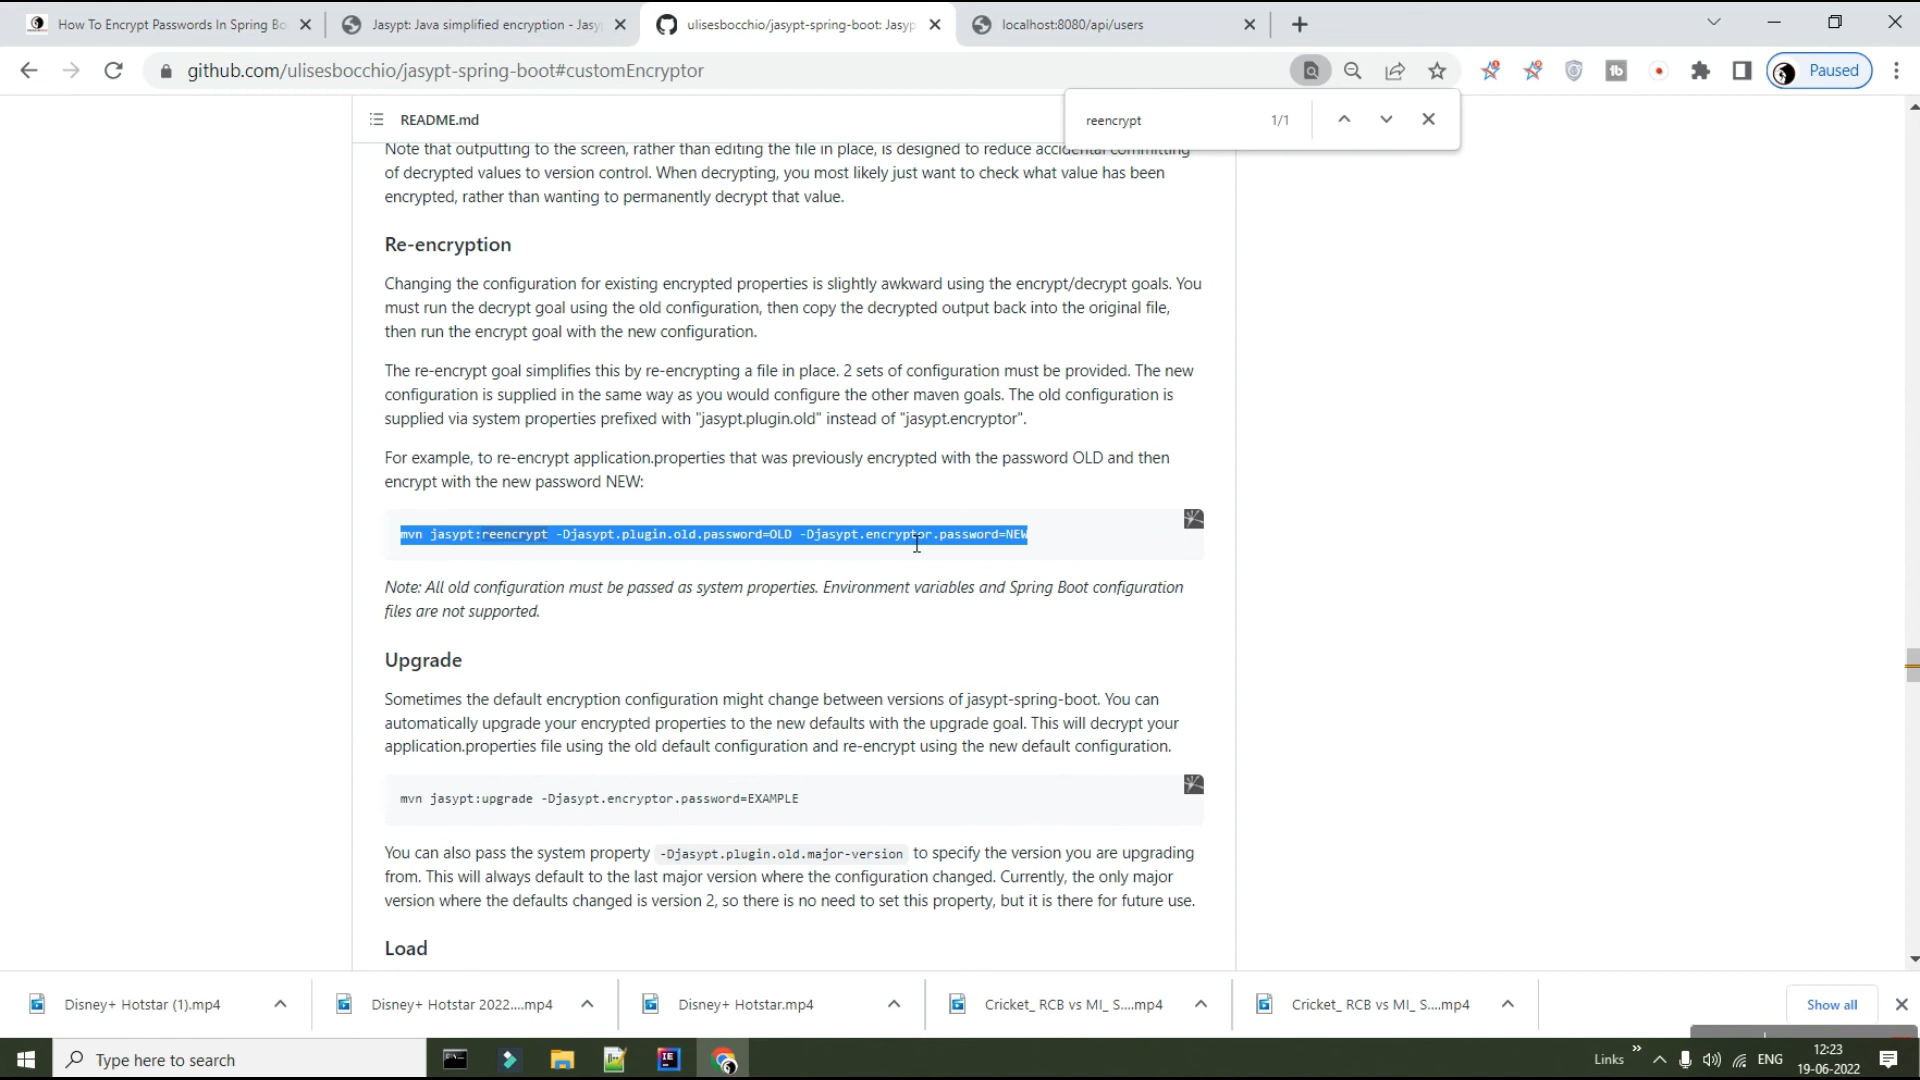 How To Encrypt Passwords In Spring Bo
Jasypt: Java simplified encryption - Jasy
ulisesbocchio/jasypt-spring-boot: Jasyp
localhost:8080/api/users
github.com/ulisesbocchio/jasypt-spring-boot#customEncryptor
Paused
README.md
reencrypt 1/1
Note that outputting to the screen, rather than editing the file in place, is designed to reduce accidental committing
of decrypted values to version control. When decrypting, you most likely just want to check what value has been
encrypted, rather than wanting to permanently decrypt that value.
Re-encryption
Changing the configuration for existing encrypted properties is slightly awkward using the encrypt/decrypt goals. You
must run the decrypt goal using the old configuration, then copy the decrypted output back into the original file,
then run the encrypt goal with the new configuration.
The re-encrypt goal simplifies this by re-encrypting a file in place. 2 sets of configuration must be provided. The new
configuration is supplied in the same way as you would configure the other maven goals. The old configuration is
supplied via system properties prefixed with "jasypt.plugin.old" instead of "jasypt.encryptor".
For example, to re-encrypt application.properties that was previously encrypted with the password OLD and then
encrypt with the new password NEW:
mvn jasypt:reencrypt -Djasypt.plugin.old.password=OLD -Djasypt.encryptor.password=NEW
Note: All old configuration must be passed as system properties. Environment variables and Spring Boot configuration
files are not supported.
Upgrade
Sometimes the default encryption configuration might change between versions of jasypt-spring-boot. You can
automatically upgrade your encrypted properties to the new defaults with the upgrade goal. This will decrypt your
application.properties file using the old default configuration and re-encrypt using the new default configuration.
mvn jasypt:upgrade -Djasypt.encryptor.password=EXAMPLE
You can also pass the system property -Djasypt.plugin.old.major-version to specify the version you are upgrading
from. This will always default to the last major version where the configuration changed. Currently, the only major
version where the defaults changed is version 2, so there is no need to set this property, but it is there for future use.
Load
Disney+ Hotstar (1).mp4
Disney+ Hotstar 2022....mp4
Disney+ Hotstar.mp4
Cricket_ RCB vs MI_ S....mp4
Cricket_ RCB vs MI_ S....mp4
Show all
Type here to search
Links
ENG
12:23
19-06-2022